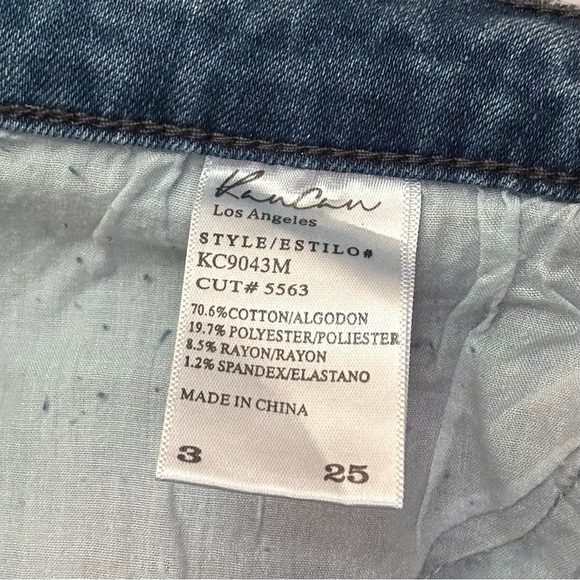 KanCan
Los Angeles
STYLE/ESTILO#
KC9043M
CUT# 5563
70.6%COTTON/ALGODON
19.7% POLYESTER/POLIESTER
8.5% RAYON/RAYON
1.2% SPANDEX/ELASTANO
MADE IN CHINA
3 25